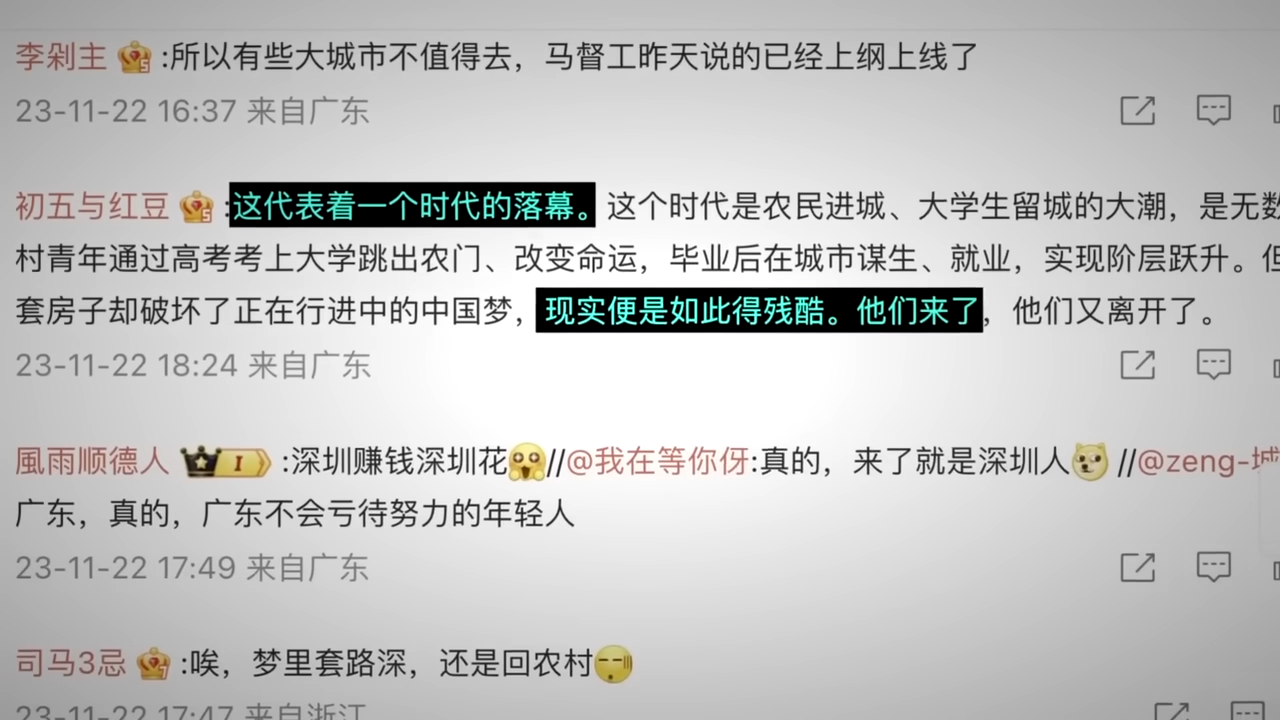 李剁主 :所以有些大城市不值得去，马督工昨天说的已经上纲上线了
23-11-22 16:37 来自广东
初五与红豆 :这代表着一个时代的落幕。这个时代是农民进城、大学生留城的大潮，是无数
村青年通过高考考上大学跳出农门、改变命运，毕业后在城市谋生、就业，实现阶层跃升。但
套房子却破坏了正在行进中的中国梦，现实便是如此得残酷。他们来了，他们又离开了。
23-11-22 18:24 来自广东
風雨顺德人 I :深圳赚钱深圳花//@我在等你伢:真的，来了就是深圳人//@zeng-城
广东，真的，广东不会亏待努力的年轻人
23-11-22 17:49 来自广东
司马3忌 :唉，梦里套路深，还是回农村
23-11-22 17:47 来自浙江